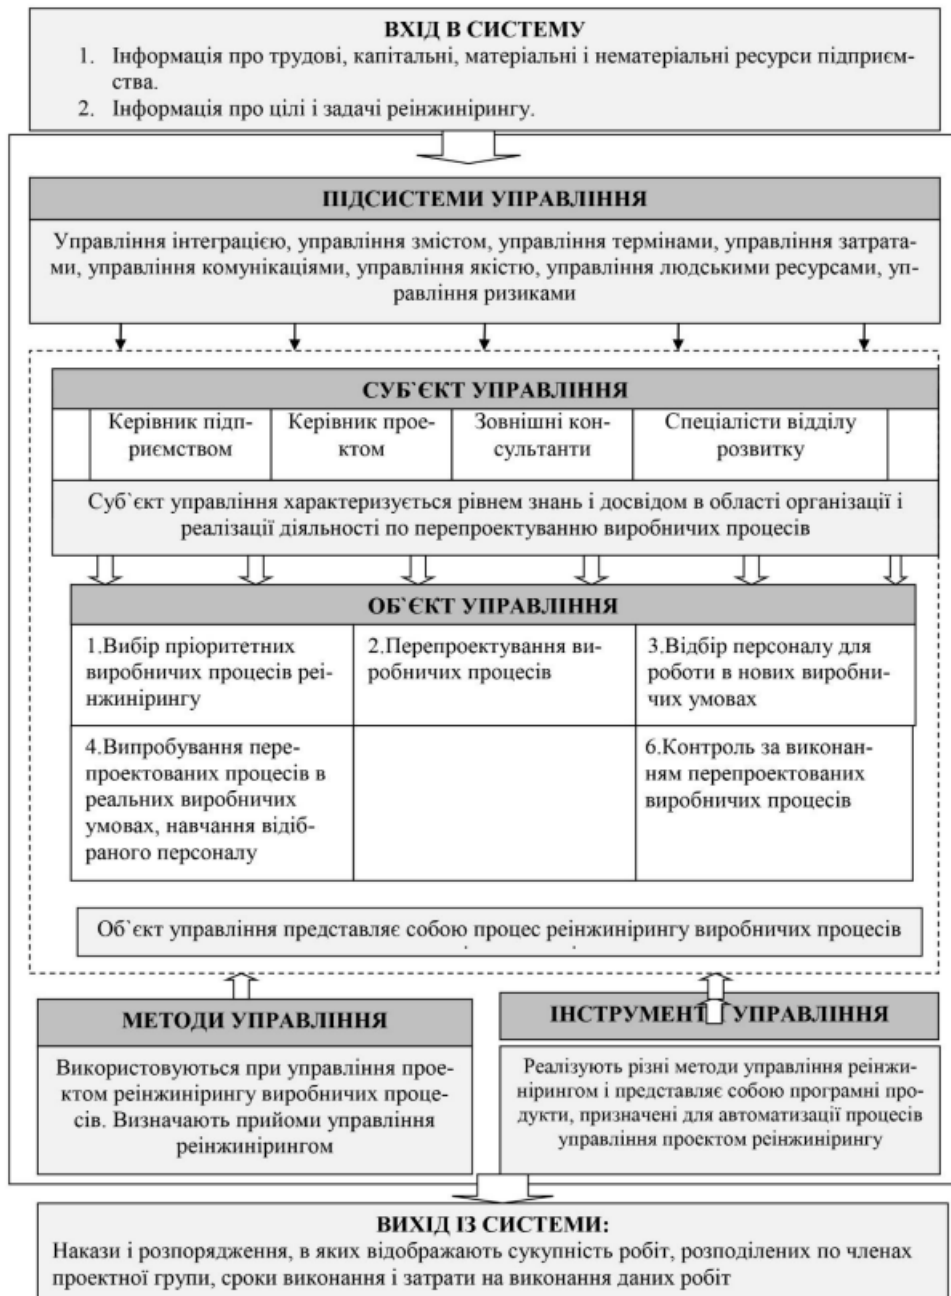 ВХІД В СИСТЕМУ
1. Інформація про трудові, капітальні, матеріальні і нематеріальні ресурси підприєм-
ства.
2. Інформація про цілі і задачі реінжинірингу.
ПІДСИСТЕМИ УПРАВЛІННЯ
Управління інтеграцією, управління змістом, управління термінами, управління затрата-
ми, управління комунікаціями, управління якістю, управління людськими ресурсами, уп-
равління ризиками
СУБ`ЄКТ УПРАВЛІННЯ
Керівник підп-
риємством
Керівник прое-
ктом
Зовнішні кон-
сультанти
Спеціалісти відділу
розвитку
Суб`єкт управління характеризується рівнем знань і досвідом в області організації і
реалізації діяльності по перепроектуванню виробничих процесів
ОБ`ЄКТ УПРАВЛІННЯ
1.Вибір пріоритетних
виробничих процесів реі-
нжинірингу
2.Перепроектування ви-
робничих процесів
3.Відбір персоналу для
роботи в нових виробни-
чих умовах
4.Випробування пере-
проектованих процесів в
реальних виробничих
умовах, навчання відіб-
раного персоналу
6.Контроль за виконан-
ням перепроектованих
виробничих процесів
Об`єкт управління представляє собою процес реінжинірингу виробничих процесів
МЕТОДИ УПРАВЛІННЯ
Використовуються при управління прое-
ктом реінжинірингу виробничих проце-
сів. Визначають прийоми управління
реінжинірингом
ІНСТРУМЕНТ УПРАВЛІННЯ
Реалізують різні методи управління реінжи-
нірингом і представляє собою програмні про-
дукти, призначені для автоматизації процесів
управління проектом реінжинірингу
ВИХІД ІЗ СИСТЕМИ:
Накази і розпорядження, в яких відображають сукупність робіт, розподілених по членах
проектної групи, сроки виконання і затрати на виконання даних робіт